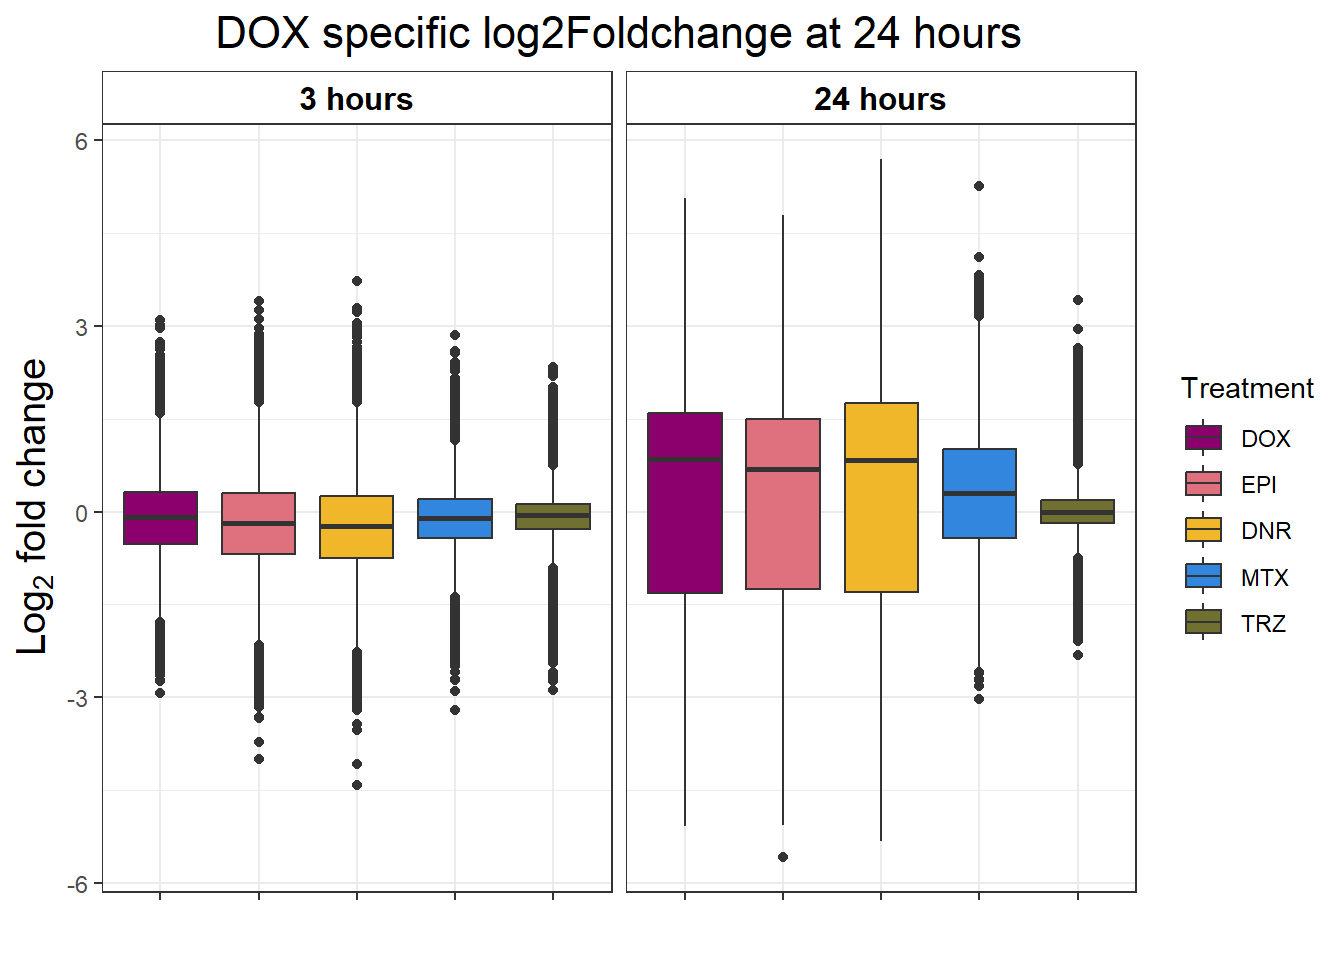 DOX specific log2Foldchange at 24 hours
3 hours
24 hours
6
3
0
-3
-6
Log2 fold change
Treatment
DOX
EPI
DNR
MTX
TRZ